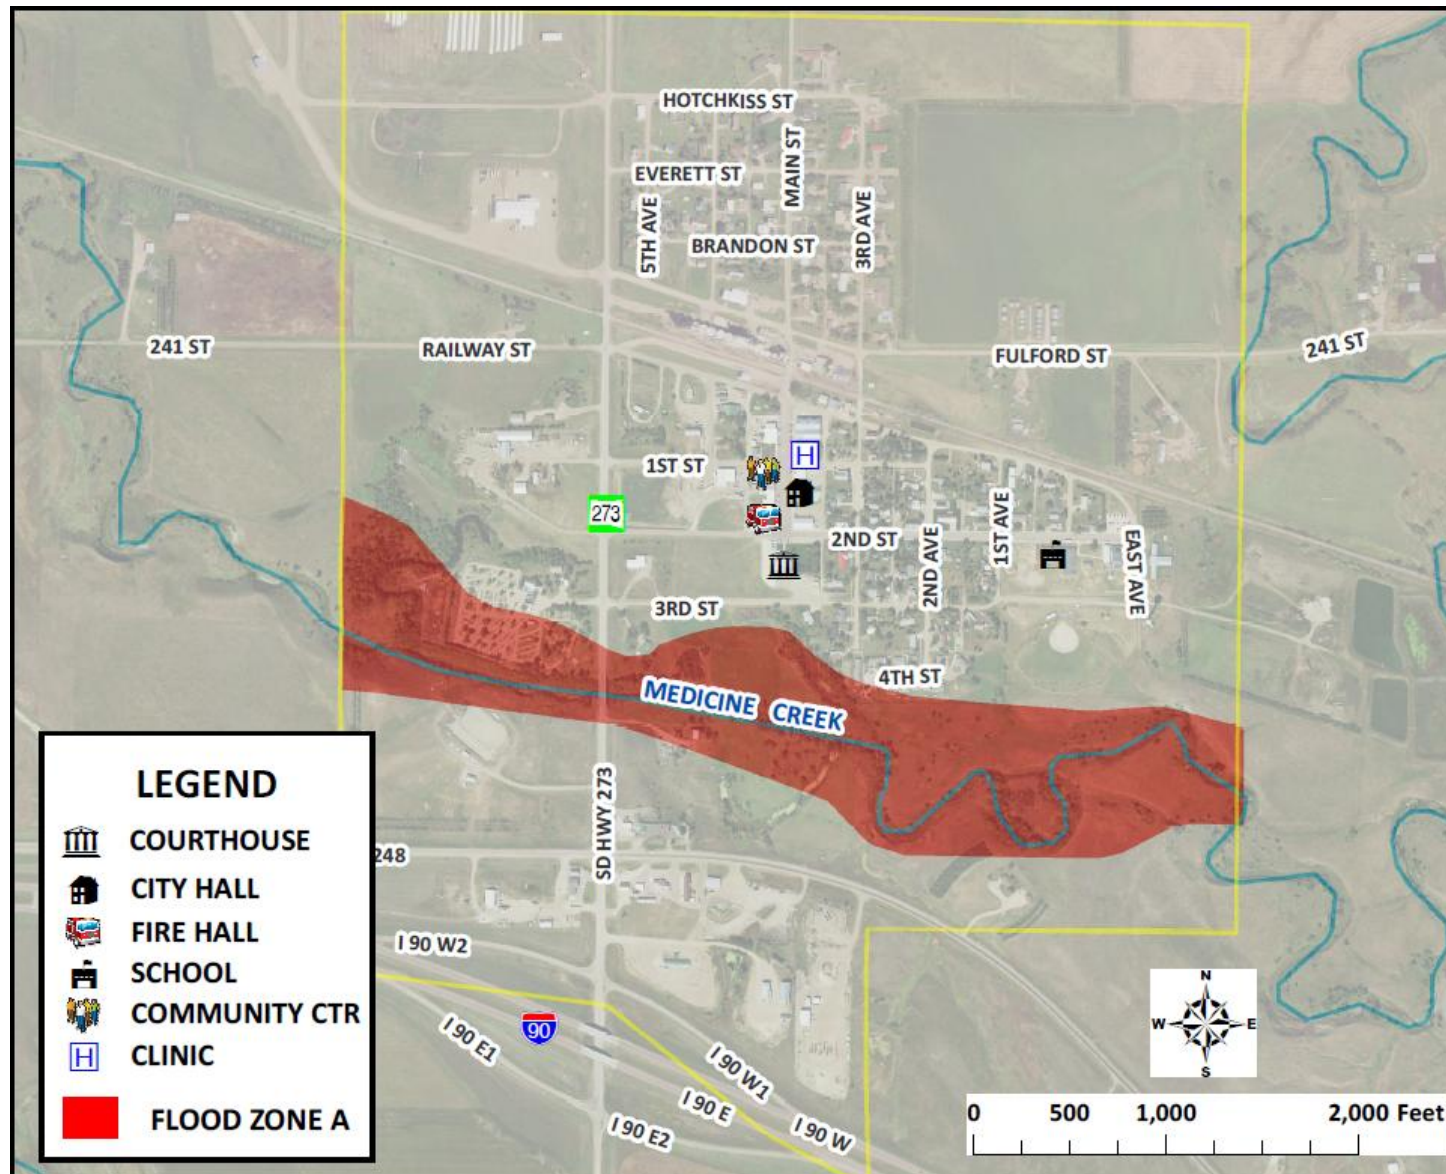 HOTCHKISS ST
MAIN ST
EVERETT ST
5TH AVE
3RD AVE
BRANDON ST
241 ST
RAILWAY ST
FULFORD ST
241 ST
1ST ST
H
273
2ND ST
2ND AVE
1ST AVE
EAST AVE
3RD ST
4TH ST
MEDICINE CREEK
SD HWY 273
248
I 90 W2
90
I 90 E1
I 90 W1
I 90 E
I 90 W
I 90 E2
LEGEND
COURTHOUSE
CITY HALL
FIRE HALL
SCHOOL
COMMUNITY CTR
H CLINIC
FLOOD ZONE A
N
W E
S
0 500 1,000 2,000 Feet